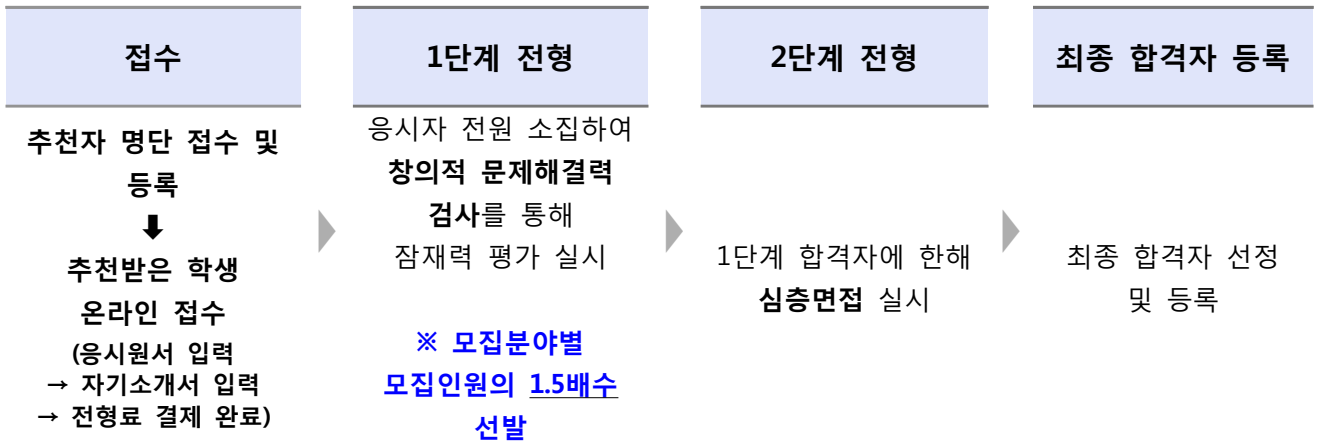 접수
추천자 명단 접수 및
등록
⬇
추천받은 학생
온라인 접수
(응시원서 입력
→ 자기소개서 입력
→ 전형료 결제 완료)
1단계 전형
응시자 전원 소집하여
창의적 문제해결력
검사를 통해
잠재력 평가 실시
※ 모집분야별
모집인원의 1.5배수
선발
2단계 전형
1단계 합격자에 한해
심층면접 실시
최종 합격자 등록
최종 합격자 선정
및 등록